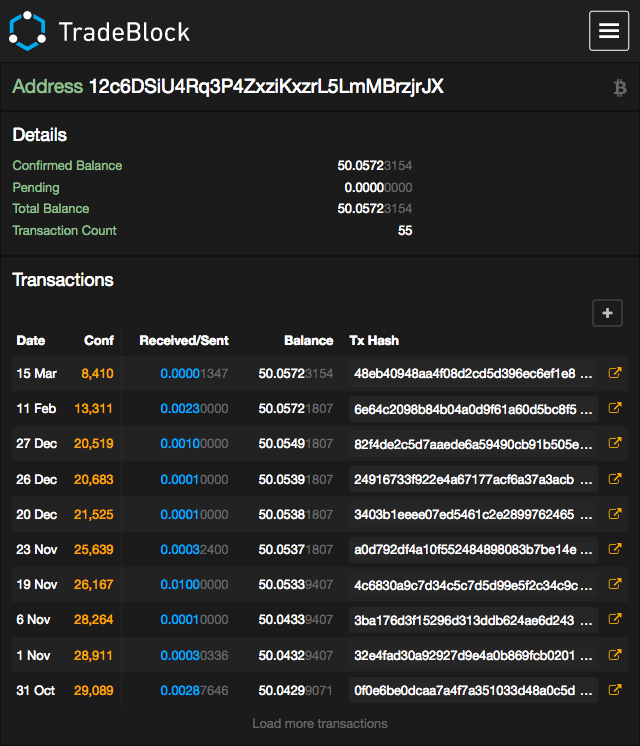 TradeBlock
Address 12c6DSiU4Rq3P4ZxziKxzrL5LmMBrzjrJX
Details
Confirmed Balance 50.05723154
Pending 0.00000000
Total Balance 50.05723154
Transaction Count 55
Transactions
+
Date Conf Received/Sent Balance Tx Hash
15 Mar 8,410 0.00001347 50.05723154 48eb40948aa4f08d2cd5d396ec6ef1e8 ...
11 Feb 13,311 0.00230000 50.05721807 6e64c2098b84b04a0d9f61a60d5bc8f5 ...
27 Dec 20,519 0.00100000 50.05491807 82f4de2c5d7aaede6a59490cb91b505e...
26 Dec 20,683 0.00010000 50.05391807 24916733f922e4a67177acf6a37a3acb ...
20 Dec 21,525 0.00010000 50.05381807 3403b1eeee07ed5461c2e2899762465 ...
23 Nov 25,639 0.00032400 50.05371807 a0d792df4a10f552484898083b7be14e ...
19 Nov 26,167 0.01000000 50.05339407 4c6830a9c7d34c5c7d5d99e5f2c34c9c...
6 Nov 28,264 0.00010000 50.04339407 3ba176d3f15296d313ddb624ae6d243 ...
1 Nov 28,911 0.00030336 50.04329407 32e4fad30a92927d9e4a0b869fcb0201 ...
31 Oct 29,089 0.00287646 50.04299071 0f0e6be0dcaa7a4f7a351033d48a0c5d ...
Load more transactions